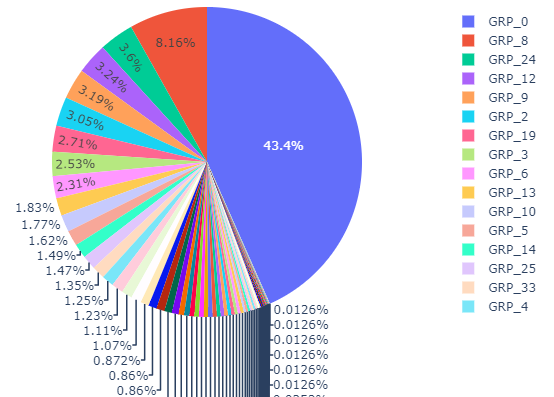 43.4%
8.16%
3.6%
3.24%
3.19%
3.05%
2.71%
2.53%
2.31%
1.83%
1.77%
1.62%
1.49%
1.47%
1.35%
1.25%
1.23%
1.11%
1.07%
0.872%
0.86%
0.86%
0.0126%
0.0126%
0.0126%
0.0126%
0.0126%
0.0126%
GRP_0
GRP_8
GRP_24
GRP_12
GRP_9
GRP_2
GRP_19
GRP_3
GRP_6
GRP_13
GRP_10
GRP_5
GRP_14
GRP_25
GRP_33
GRP_4